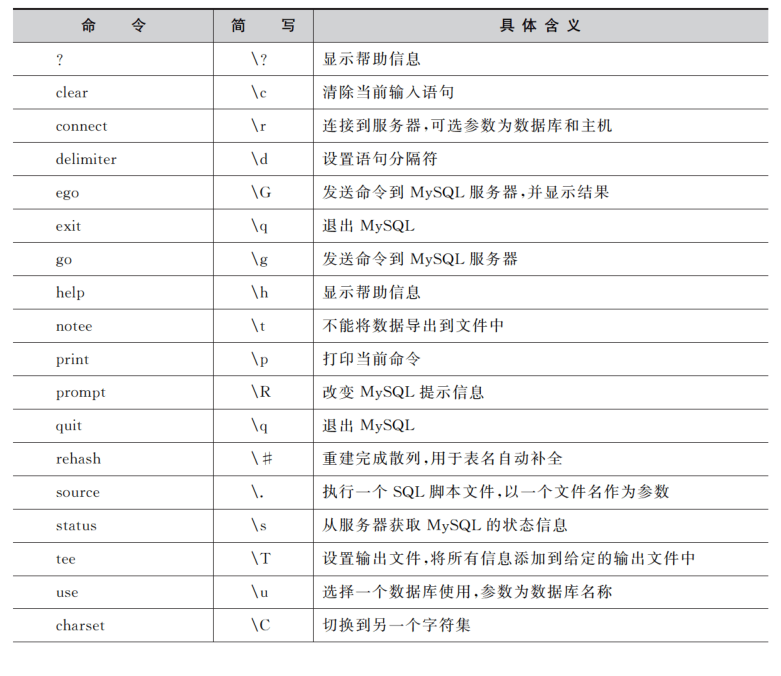 命 令 简 写 具体含义
? \? 显示帮助信息
clear \c 清除当前输入语句
connect \r 连接到服务器,可选参数为数据库和主机
delimiter \d 设置语句分隔符
ego \G 发送命令到 MySQL 服务器,并显示结果
exit \q 退出 MySQL
go \g 发送命令到 MySQL 服务器
help \h 显示帮助信息
notee \t 不能将数据导出到文件中
print \p 打印当前命令
prompt \R 改变 MySQL 提示信息
quit \q 退出 MySQL
rehash \# 重建完成散列,用于表名自动补全
source \. 执行一个 SQL 脚本文件,以一个文件名作为参数
status \s 从服务器获取 MySQL 的状态信息
tee \T 设置输出文件,将所有信息添加到给定的输出文件中
use \u 选择一个数据库使用,参数为数据库名称
charset \C 切换到另一个字符集